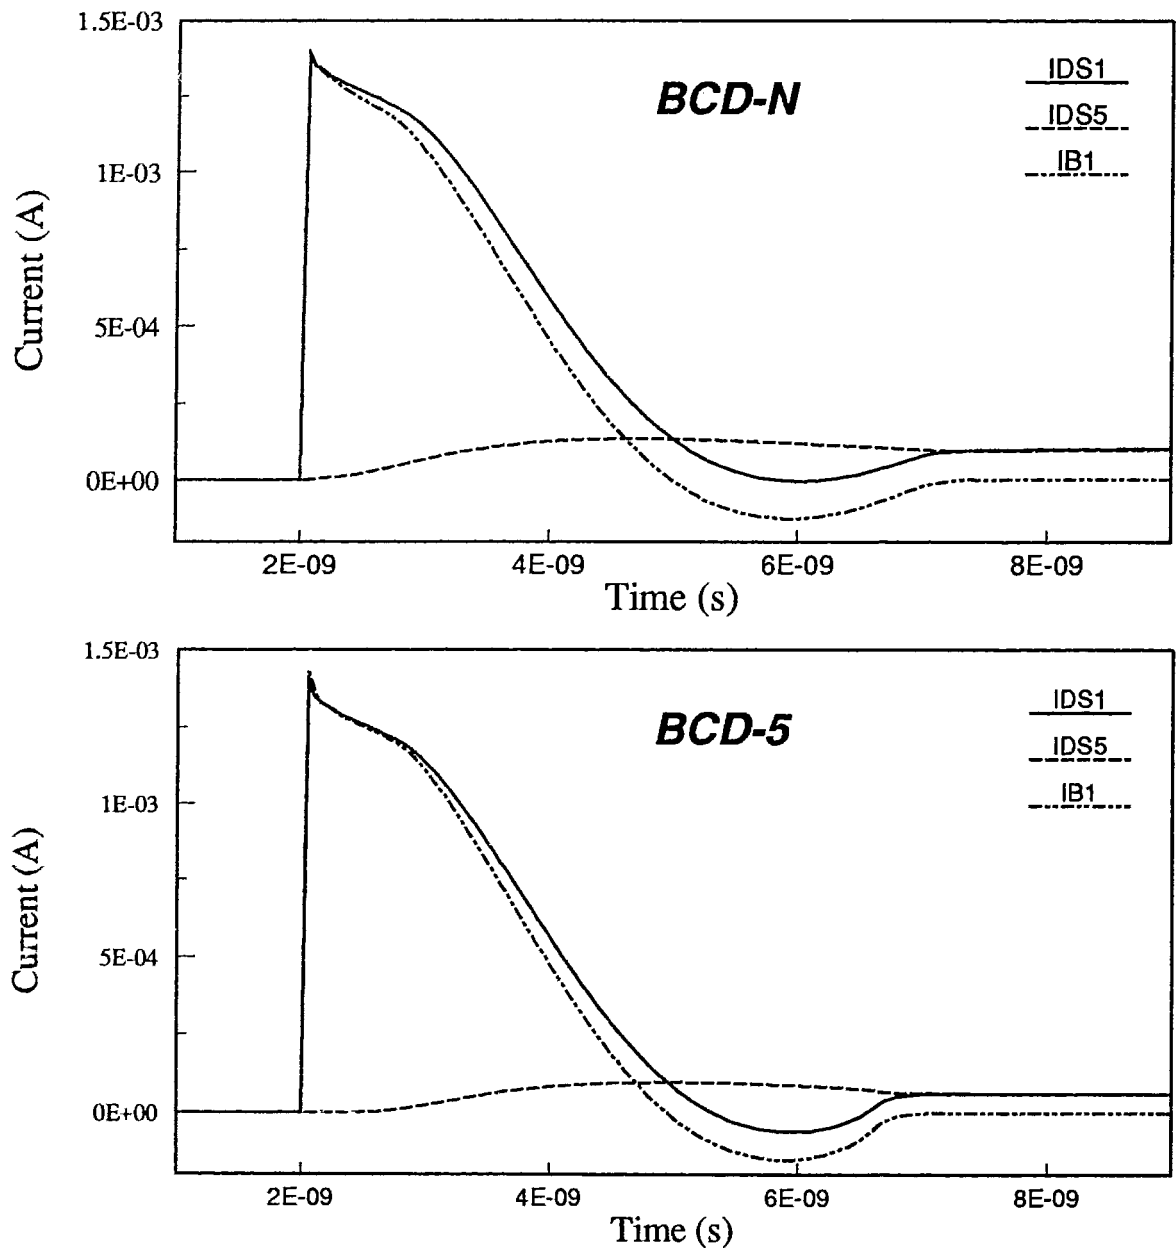 1.5E-03
BCD-N
IDS1
IDS5
IB1
1E-03
Current (A)
5E-04
0E+00
2E-09 4E-09 6E-09 8E-09
Time (s)
1.5E-03
BCD-5
IDS1
IDS5
IB1
1E-03
Current (A)
5E-04
0E+00
2E-09 4E-09 6E-09 8E-09
Time (s)